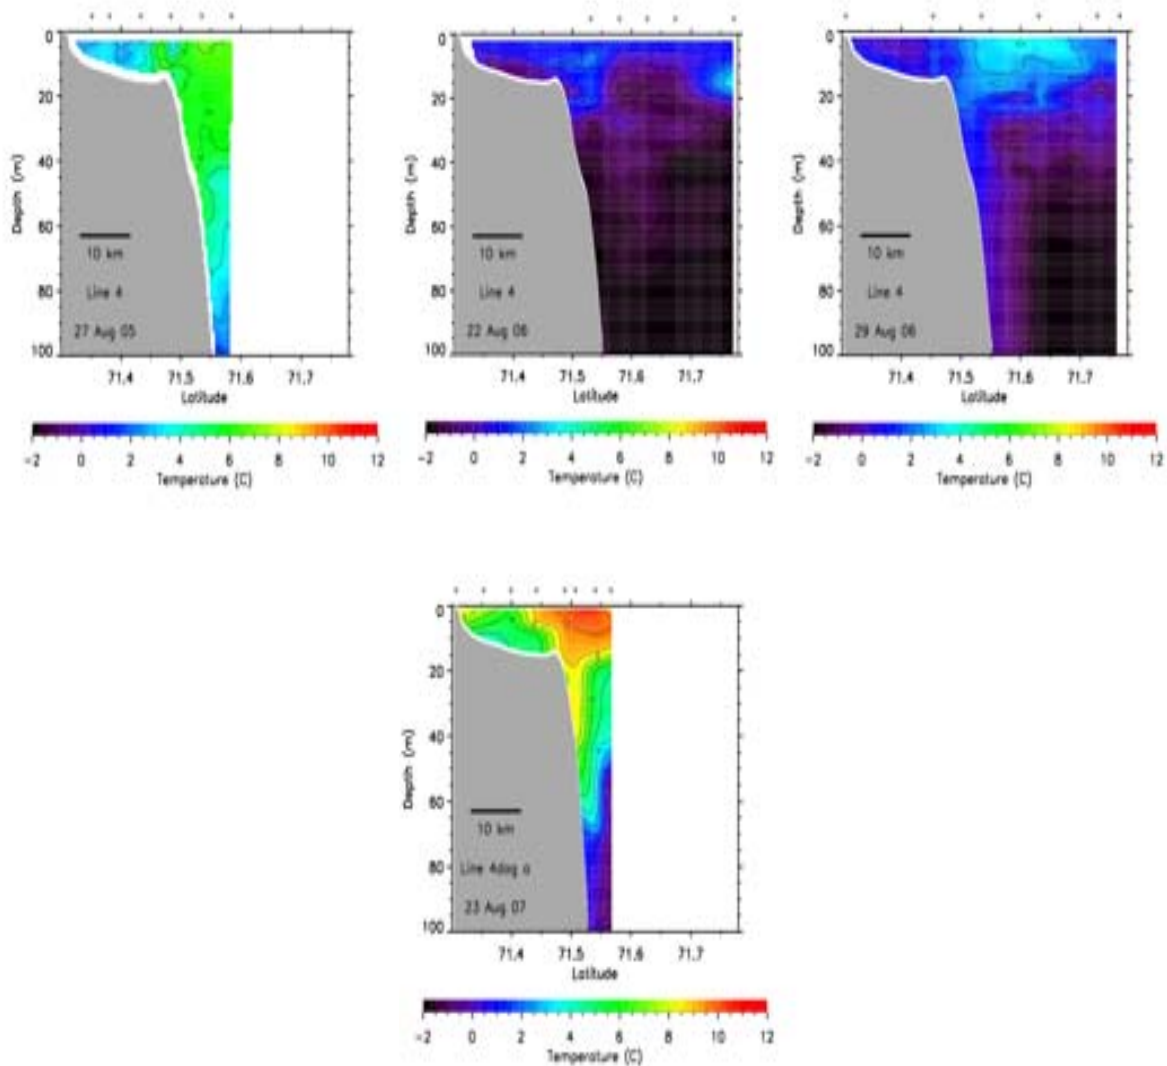 0
20
40
60
80
100
Depth (m)
10 km
Line 4
27 Aug 05
71.4 71.5 71.6 71.7
Latitude
-2 0 2 4 6 8 10 12
Temperature (C)
0
20
40
60
80
100
Depth (m)
10 km
Line 4
22 Aug 06
71.4 71.5 71.6 71.7
Latitude
-2 0 2 4 6 8 10 12
Temperature (C)
0
20
40
60
80
100
Depth (m)
10 km
Line 4
29 Aug 06
71.4 71.5 71.6 71.7
Latitude
-2 0 2 4 6 8 10 12
Temperature (C)
0
20
40
60
80
100
Depth (m)
10 km
Line 4dog a
23 Aug 07
71.4 71.5 71.6 71.7
Latitude
-2 0 2 4 6 8 10 12
Temperature (C)